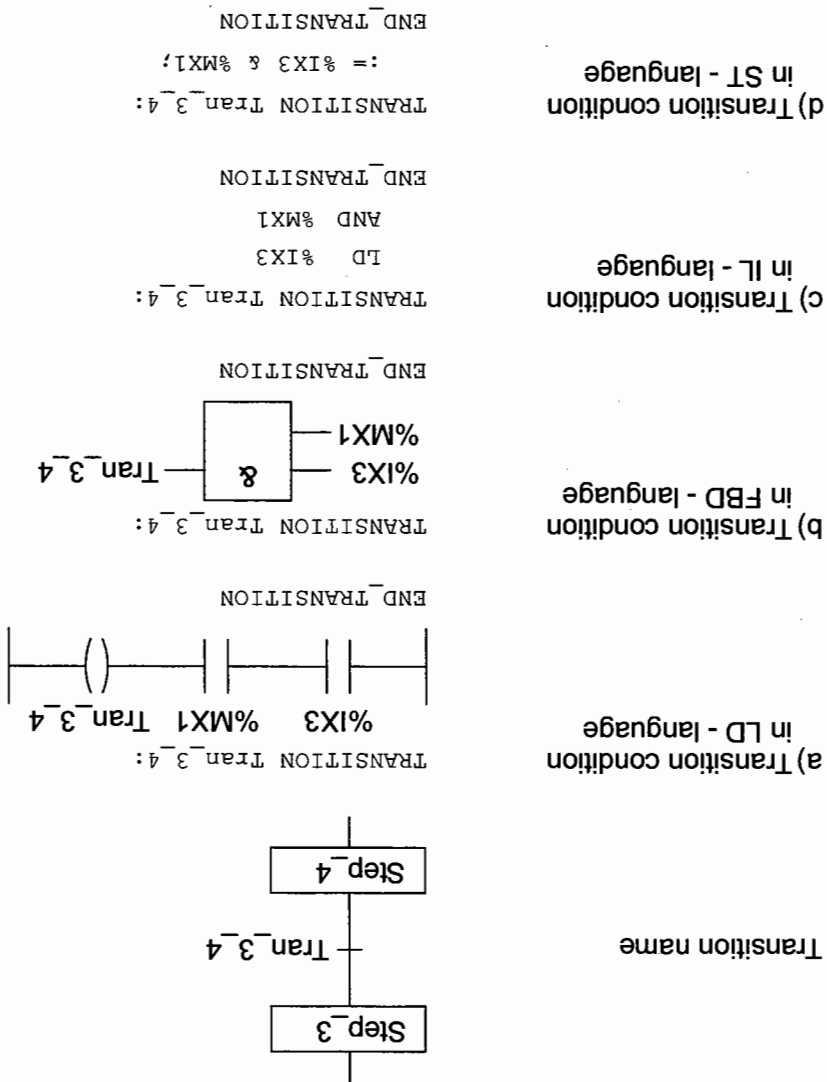 Step_3
Transition name
Tran_3_4
Step_4
a) Transition condition
in LD - language
TRANSITION Tran_3_4:
%IX3 %MX1 Tran_3_4
END_TRANSITION
b) Transition condition
in FBD - language
TRANSITION Tran_3_4:
%IX3 & Tran_3_4
%MX1
END_TRANSITION
c) Transition condition
in IL - language
TRANSITION Tran_3_4:
LD %IX3
AND %MX1
END_TRANSITION
d) Transition condition
in ST - language
TRANSITION Tran_3_4:
:= %IX3 & %MX1;
END_TRANSITION